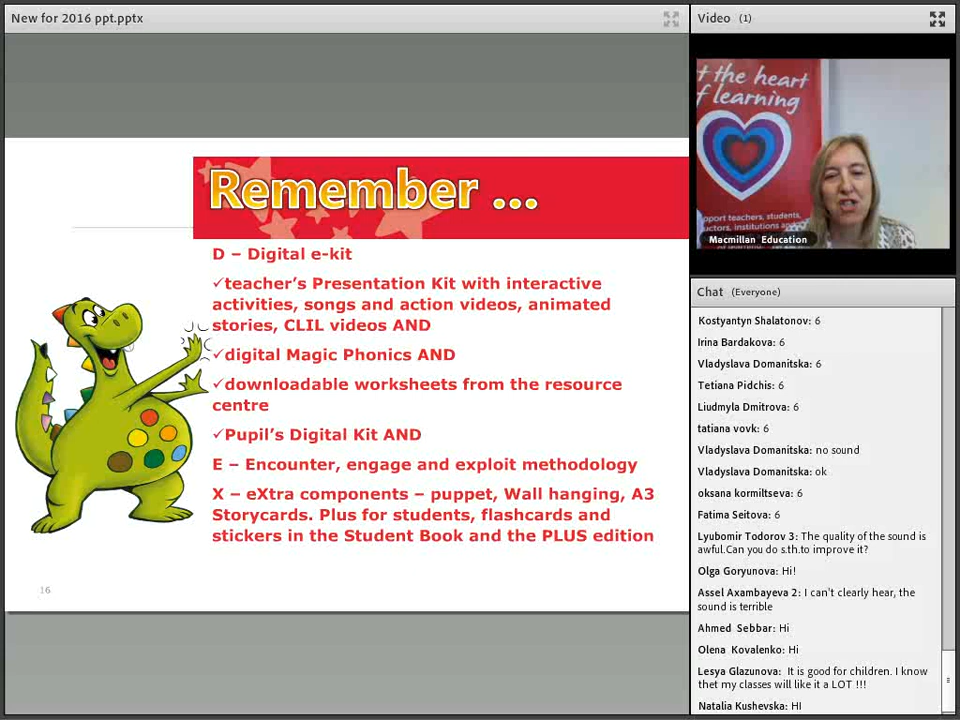 New for 2016 ppt.pptx
Remember ...
D – Digital e-kit
✓teacher's Presentation Kit with interactive
activities, songs and action videos, animated
stories, CLIL videos AND
✓digital Magic Phonics AND
✓downloadable worksheets from the resource
centre
✓Pupil's Digital Kit AND
E – Encounter, engage and exploit methodology
X – eXtra components – puppet, Wall hanging, A3
Storycards. Plus for students, flashcards and
stickers in the Student Book and the PLUS edition
16
Video (1)
t the heart
f learning
pport teachers, students,
uctors, institutions and
Macmillan Education
Chat (Everyone)
Kostyantyn Shalatonov: 6
Irina Bardakova: 6
Vladyslava Domanitska: 6
Tetiana Pidchis: 6
Liudmyla Dmitrova: 6
tatiana vovk: 6
Vladyslava Domanitska: no sound
Vladyslava Domanitska: ok
oksana kormiltseva: 6
Fatima Seitova: 6
Lyubomir Todorov 3: The quality of the sound is
awful.Can you do s.th.to improve it?
Olga Goryunova: Hi!
Assel Axambayeva 2: I can't clearly hear, the
sound is terrible
Ahmed Sebbar: Hi
Olena Kovalenko: Hi
Lesya Glazunova: It is good for children. I know
thet my classes will like it a LOT !!!
Natalia Kushevska: HI